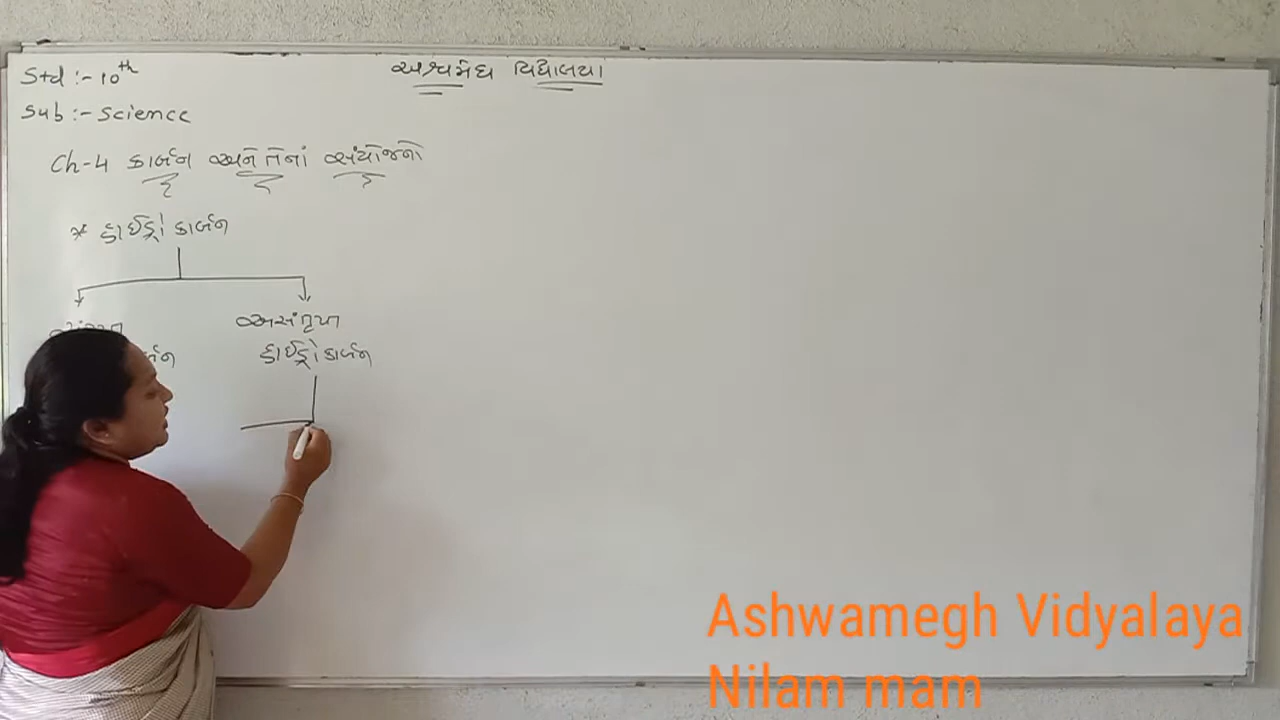 Std :- 10th
અશ્વમેઘ વિદ્યાલયા
Sub :- Science
Ch-4 કાર્બન અને તેનાં સંયોજનો
* હાઈડ્રો કાર્બન
અસંતૃપ્ત
હાઈડ્રો કાર્બન
Ashwamegh Vidyalaya
Nilam mam